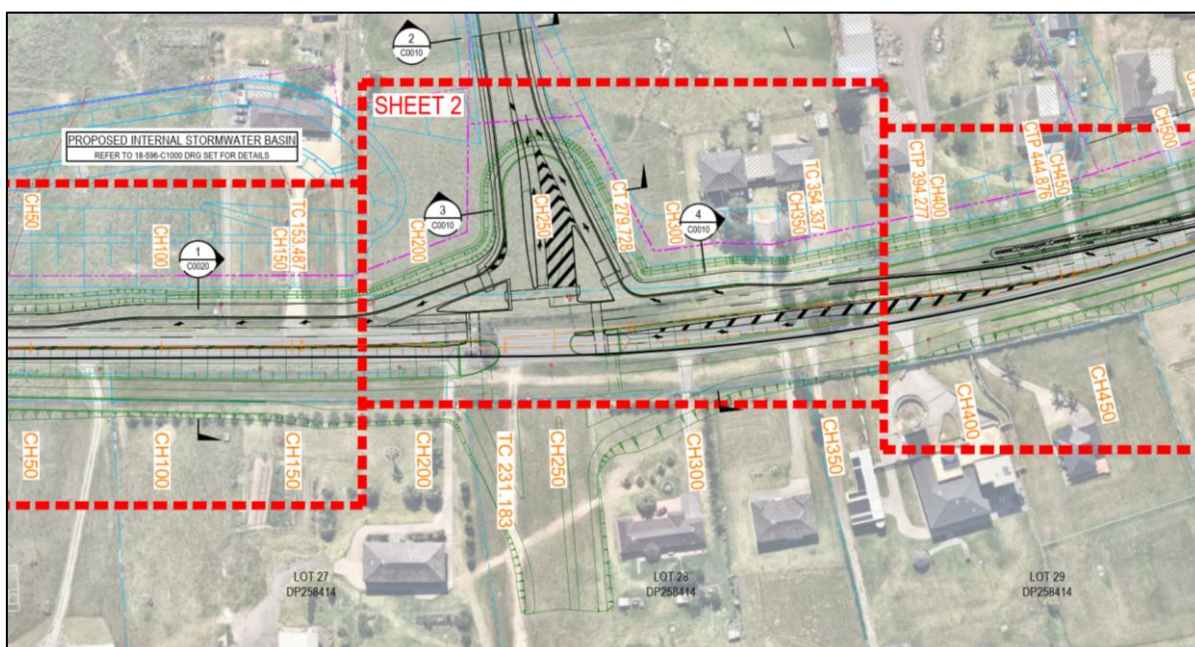 2
C0010
SHEET 2
PROPOSED INTERNAL STORMWATER BASIN
REFER TO 18-596-C1000 DRG SET FOR DETAILS
CH50
CH100
TC 153.487
CH150
1
C0020
CH200
3
C0010
CH250
CT 279.728
CH300
4
C0010
TC 354.337
CH350
CTP 394.277
CH400
CTP 444.876
CH450
CH500
CH50
CH100
CH150
CH200
TC 231.183
CH250
CH300
CH350
CH400
CH450
LOT 27
DP258414
LOT 28
DP258414
LOT 29
DP258414